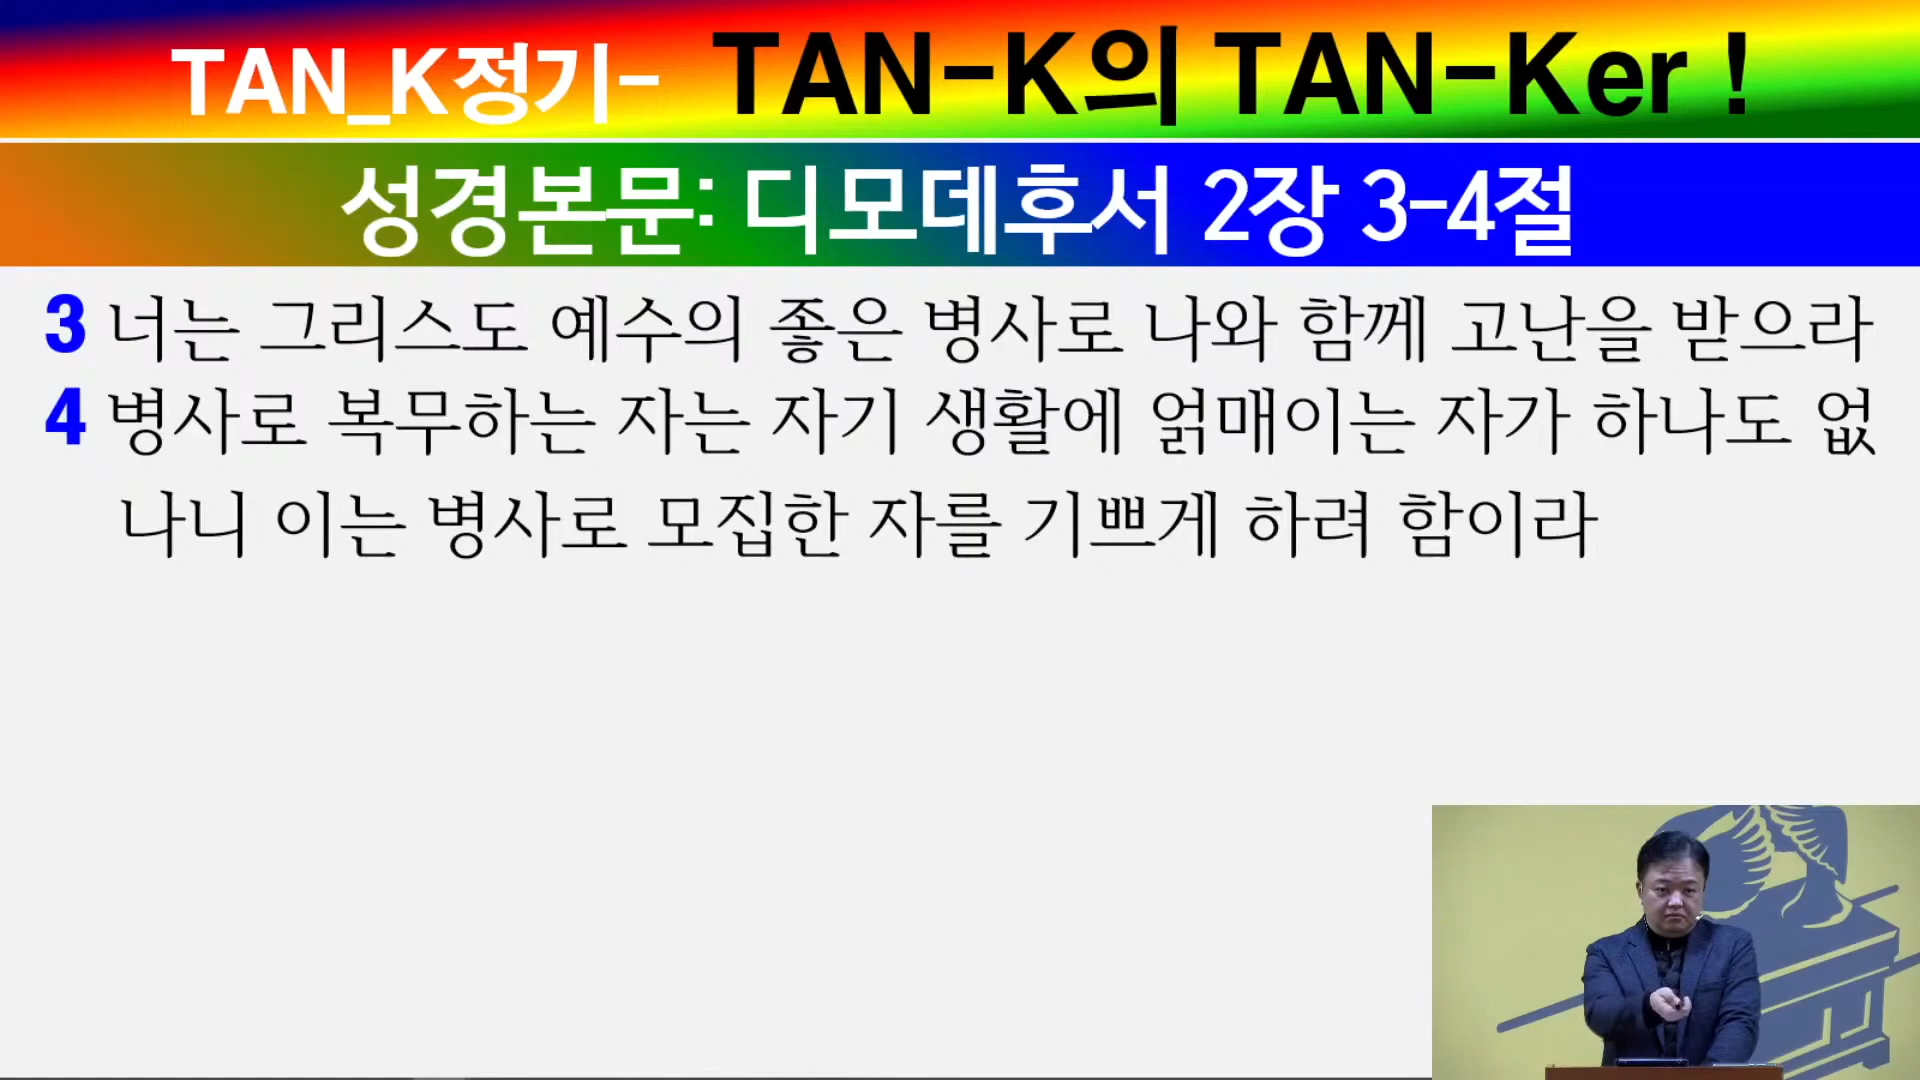 TAN_K정기- TAN-K의 TAN-Ker !
성경본문: 디모데후서 2장 3-4절
3 너는 그리스도 예수의 좋은 병사로 나와 함께 고난을 받으라
4 병사로 복무하는 자는 자기 생활에 얽매이는 자가 하나도 없
나니 이는 병사로 모집한 자를 기쁘게 하려 함이라